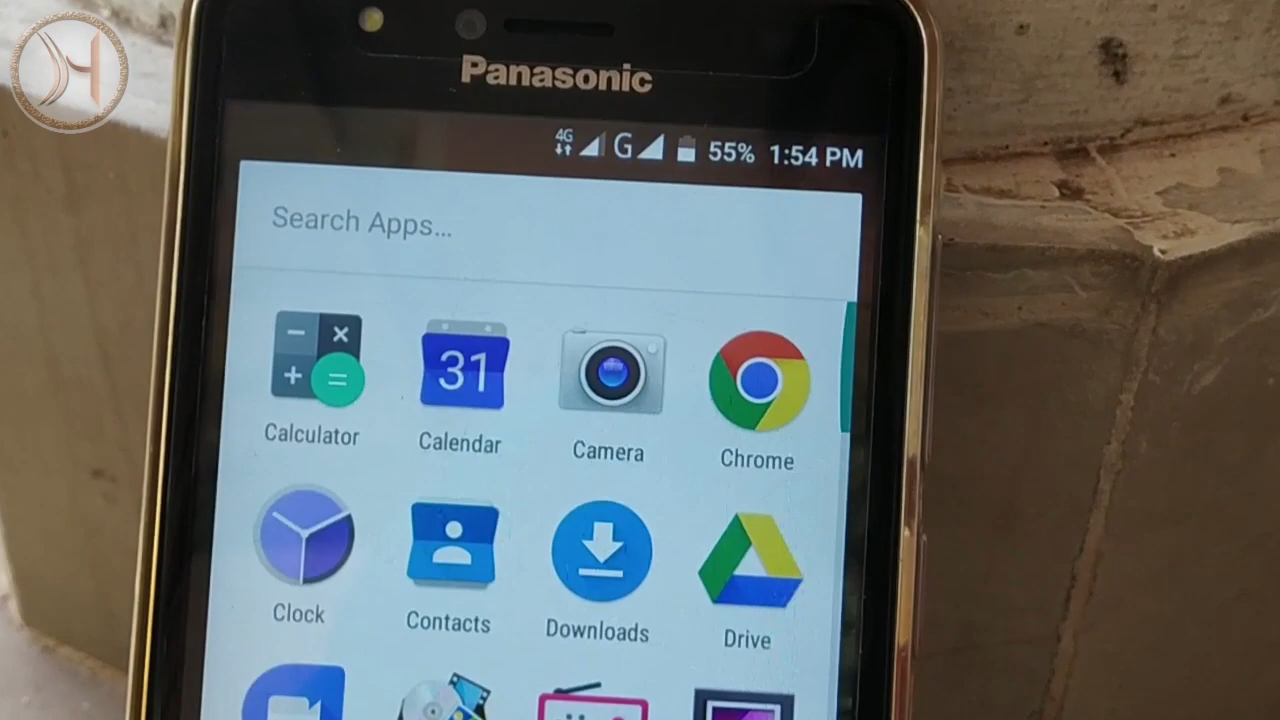 Panasonic
4G G 55% 1:54 PM
Search Apps...
31
Calculator Calendar Camera Chrome
Clock Contacts Downloads Drive